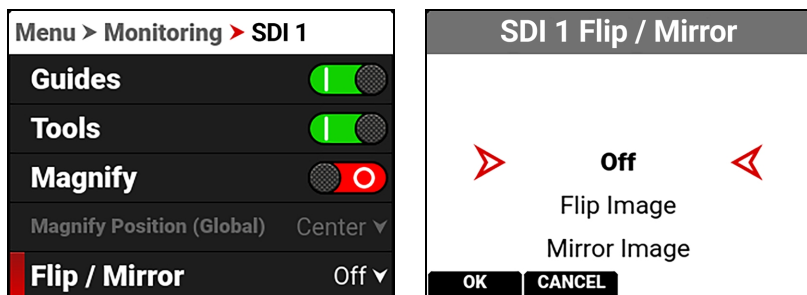 Menu > Monitoring > SDI 1
Guides
Tools
Magnify
Magnify Position (Global) Center
Flip / Mirror Off
SDI 1 Flip / Mirror
Off
Flip Image
Mirror Image
OK CANCEL